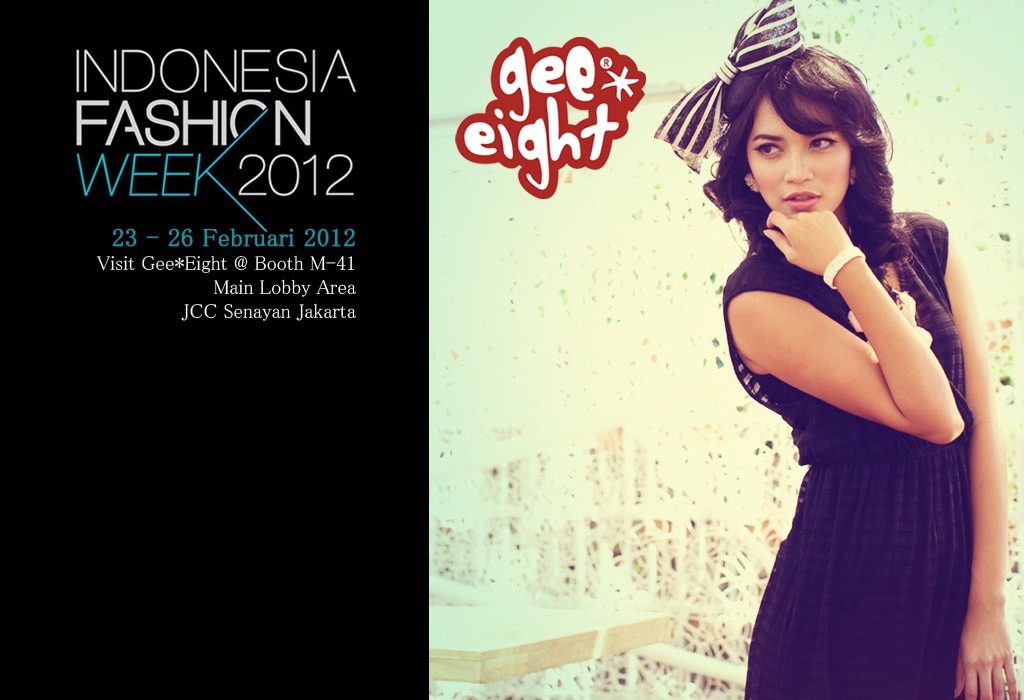 INDONESIA
FASHION
WEEK 2012
23 - 26 Februari 2012
Visit Gee*Eight @ Booth M-41
Main Lobby Area
JCC Senayan Jakarta
gee®*
eight